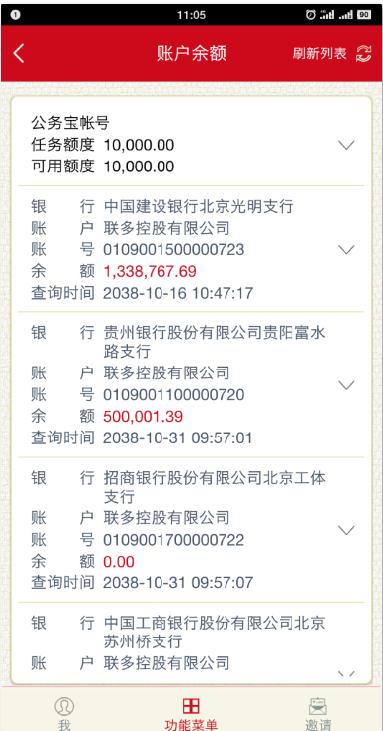 11:05
90
账户余额 刷新列表
公务宝帐号
任务额度 10,000.00
可用额度 10,000.00
银 行 中国建设银行北京光明支行
账 户 联多控股有限公司
账 号 0109001500000723
余 额 1,338,767.69
查询时间 2038-10-16 10:47:17
银 行 贵州银行股份有限公司贵阳富水
路支行
账 户 联多控股有限公司
账 号 0109001100000720
余 额 500,001.39
查询时间 2038-10-31 09:57:01
银 行 招商银行股份有限公司北京工体
支行
账 户 联多控股有限公司
账 号 0109001700000722
余 额 0.00
查询时间 2038-10-31 09:57:07
银 行 中国工商银行股份有限公司北京
苏州桥支行
账 户 联多控股有限公司
我 功能菜单 邀请